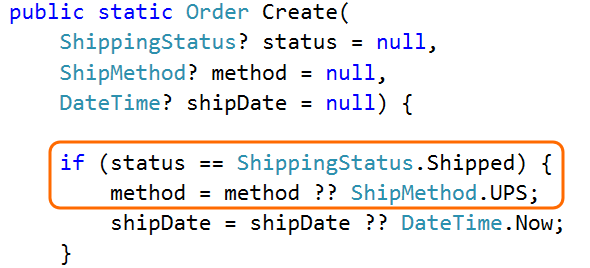 public static Order Create(
    ShippingStatus? status = null,
    ShipMethod? method = null,
    DateTime? shipDate = null) {
    if (status == ShippingStatus.Shipped) {
        method = method ?? ShipMethod.UPS;
        shipDate = shipDate ?? DateTime.Now;
    }